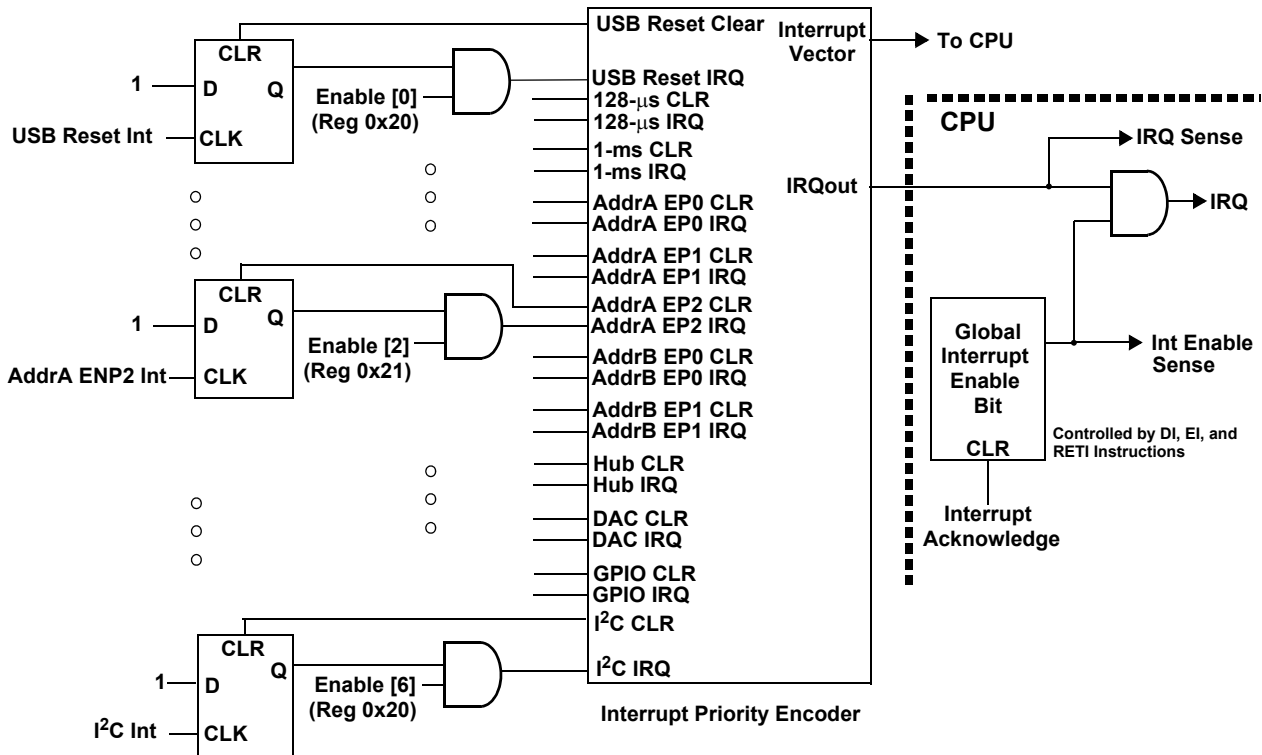 CLR
1
D
Q
USB Reset Int
CLK
Enable [0]
(Reg 0x20)
CLR
1
D
Q
AddrA ENP2 Int
CLK
Enable [2]
(Reg 0x21)
CLR
1
D
Q
I²C Int
CLK
Enable [6]
(Reg 0x20)
USB Reset Clear
USB Reset IRQ
128-μs CLR
128-μs IRQ
1-ms CLR
1-ms IRQ
AddrA EP0 CLR
AddrA EP0 IRQ
AddrA EP1 CLR
AddrA EP1 IRQ
AddrA EP2 CLR
AddrA EP2 IRQ
AddrB EP0 CLR
AddrB EP0 IRQ
AddrB EP1 CLR
AddrB EP1 IRQ
Hub CLR
Hub IRQ
DAC CLR
DAC IRQ
GPIO CLR
GPIO IRQ
I²C CLR
I²C IRQ
Interrupt
Vector
IRQout
Interrupt Priority Encoder
To CPU
CPU
IRQ Sense
IRQ
Global
Interrupt
Enable
Bit
CLR
Int Enable
Sense
Controlled by DI, EI, and
RETI Instructions
Interrupt
Acknowledge